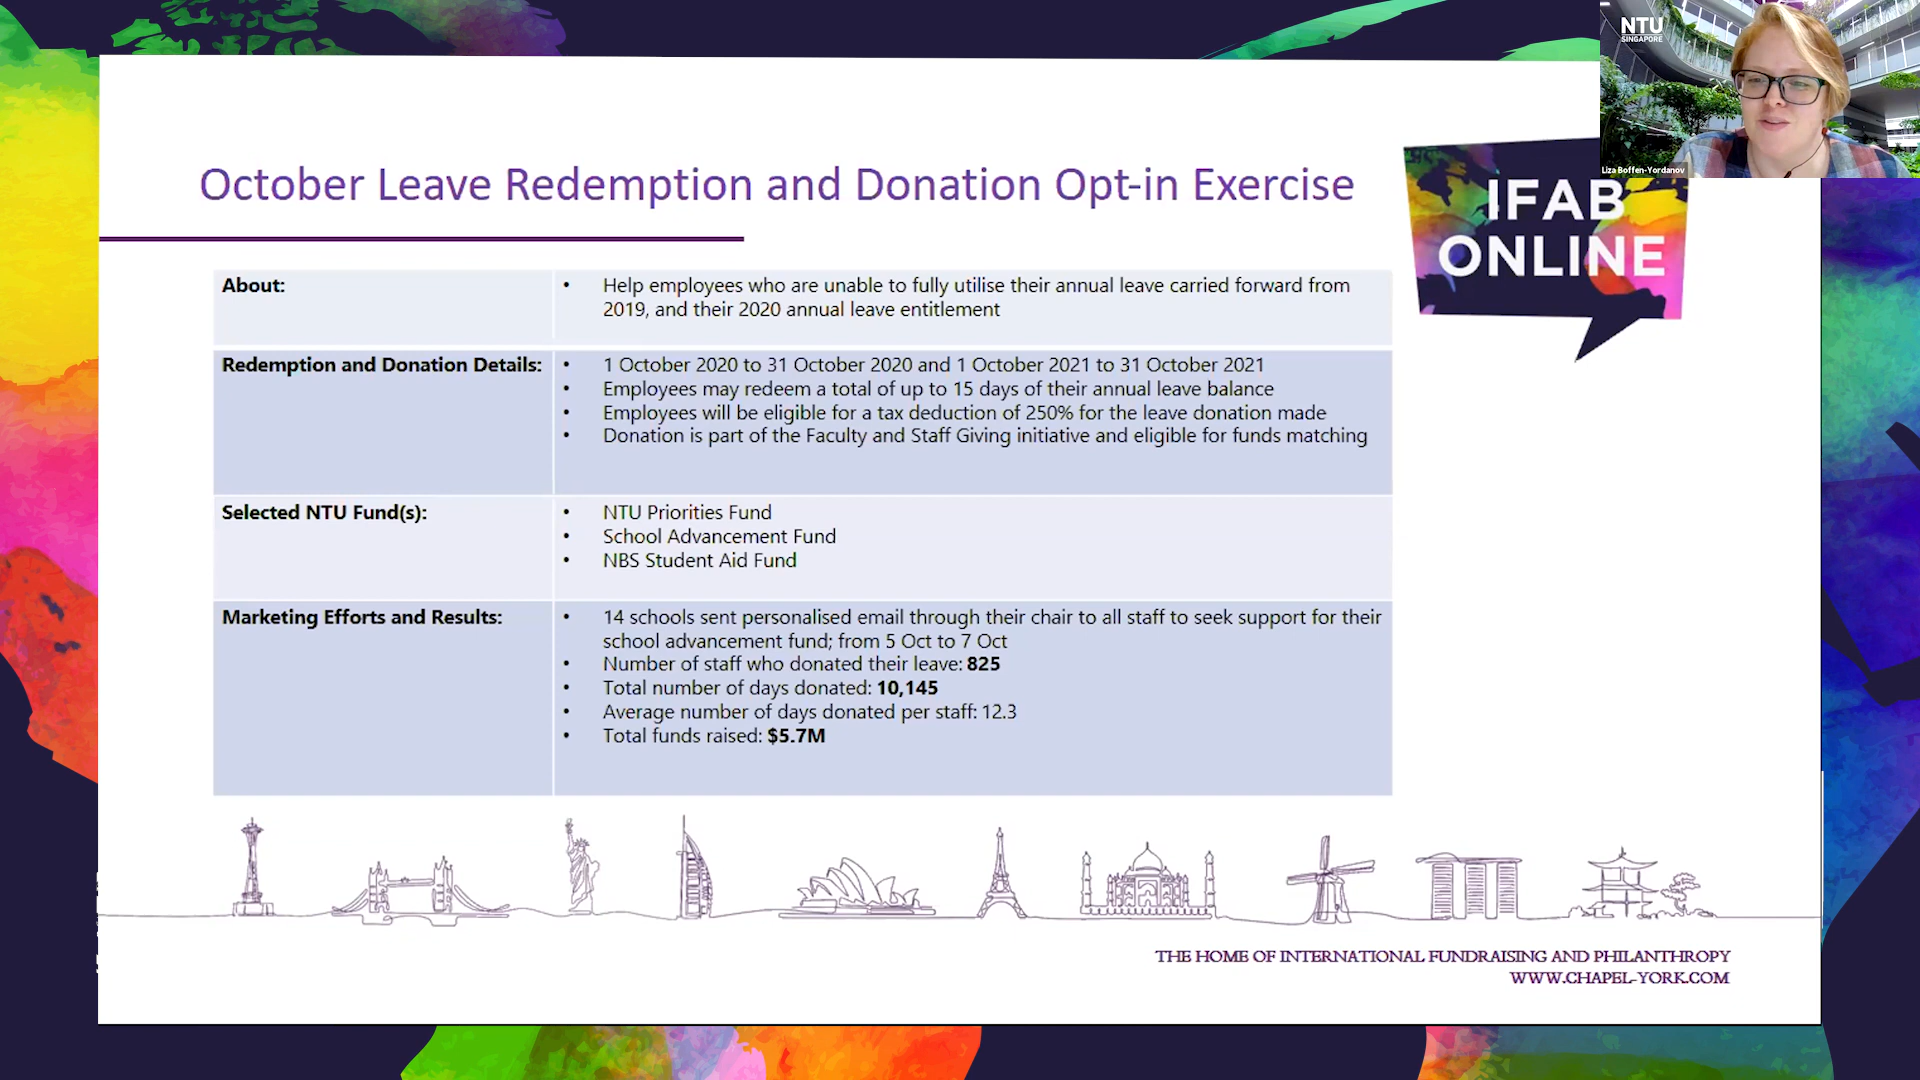 NTU
SINGAPORE
Liza Boffen-Yordanov
October Leave Redemption and Donation Opt-in Exercise
IFAB
ONLINE
About:
• Help employees who are unable to fully utilise their annual leave carried forward from
2019, and their 2020 annual leave entitlement
Redemption and Donation Details:
• 1 October 2020 to 31 October 2020 and 1 October 2021 to 31 October 2021
• Employees may redeem a total of up to 15 days of their annual leave balance
• Employees will be eligible for a tax deduction of 250% for the leave donation made
• Donation is part of the Faculty and Staff Giving initiative and eligible for funds matching
Selected NTU Fund(s):
• NTU Priorities Fund
• School Advancement Fund
• NBS Student Aid Fund
Marketing Efforts and Results:
• 14 schools sent personalised email through their chair to all staff to seek support for their
school advancement fund; from 5 Oct to 7 Oct
• Number of staff who donated their leave: 825
• Total number of days donated: 10,145
• Average number of days donated per staff: 12.3
• Total funds raised: $5.7M
THE HOME OF INTERNATIONAL FUNDRAISING AND PHILANTHROPY
WWW.CHAPEL-YORK.COM